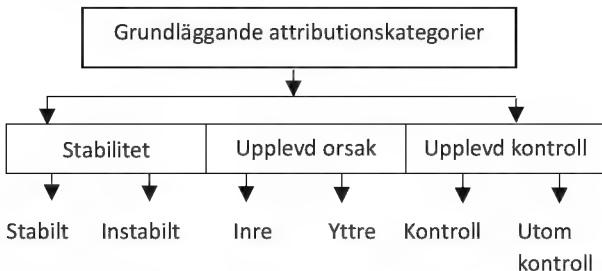 Grundläggande attributionskategorier
Stabilitet Upplevd orsak Upplevd kontroll
Stabilt Instabilt Inre Yttre Kontroll Utom
kontroll